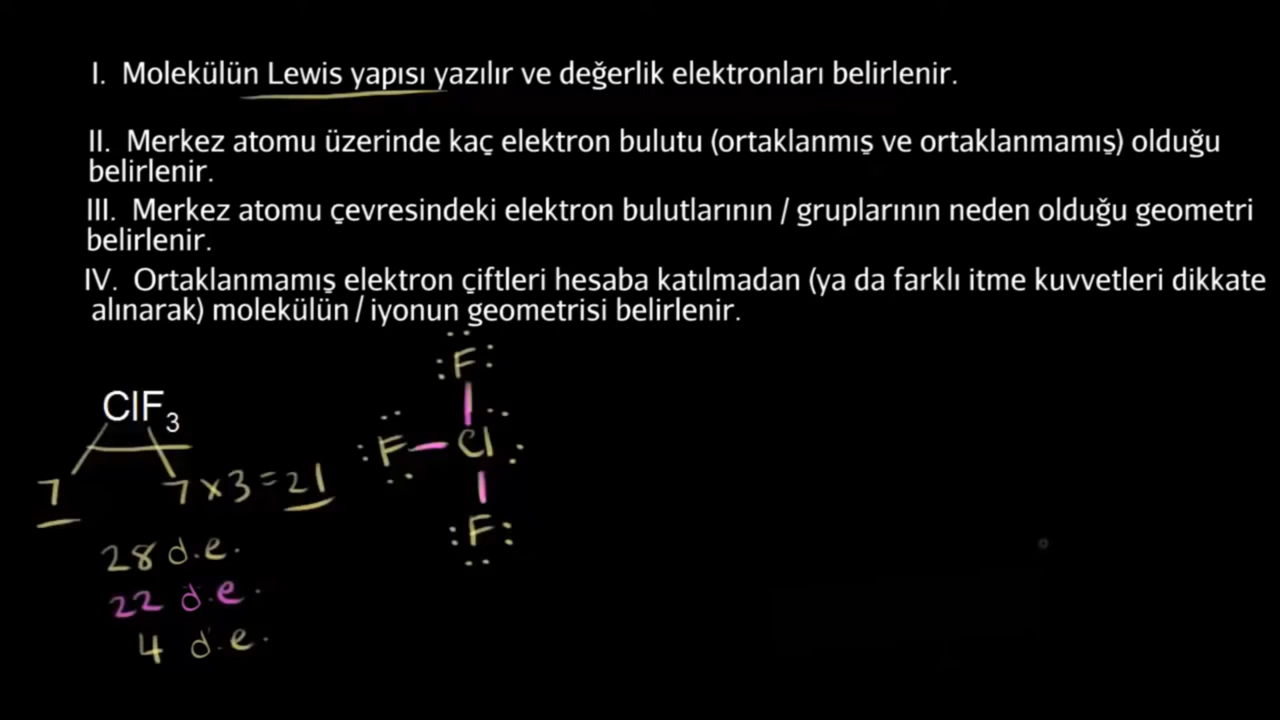 I. Molekülün Lewis yapısı yazılır ve değerlik elektronları belirlenir.
II. Merkez atomu üzerinde kaç elektron bulutu (ortaklanmış ve ortaklanmamış) olduğu
belirlenir.
III. Merkez atomu çevresindeki elektron bulutlarının / gruplarının neden olduğu geometri
belirlenir.
IV. Ortaklanmamış elektron çiftleri hesaba katılmadan (ya da farklı itme kuvvetleri dikkate
alınarak) molekülün / iyonun geometrisi belirlenir.
:F:
ClF3
:F-Cl
7
7x3=21
:F:
28 d.e.
22 d.e.
4 d.e.